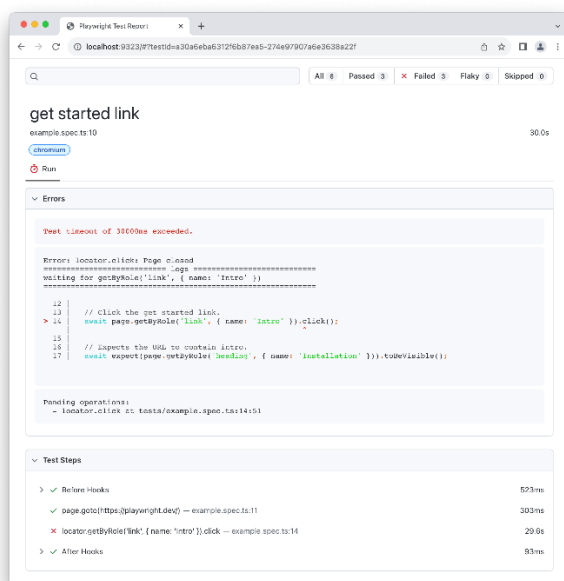 Playwright Test Report
localhost:9323/#?testId=a30a6eba6312f6b87ea5-274e97907a6e3638a22f
All 6 Passed 3 Failed 3 Flaky 0 Skipped 0
get started link
example.spec.ts:10 30.0s
chromium
Run
Errors
Test timeout of 30000ms exceeded.
Error: locator.click: Page closed
=========================== logs ===========================
waiting for getByRole('link', { name: 'Intro' })
============================================================
12 |
13 | // Click the get started link.
> 14 | await page.getByRole('link', { name: 'Intro' }).click();
| ^
15 |
16 | // Expects the URL to contain intro.
17 | await expect(page.getByRole('heading', { name: 'Installation' })).toBeVisible();
Pending operations:
- locator.click at tests/example.spec.ts:14:51
Test Steps
Before Hooks 523ms
page.goto(https://playwright.dev/) — example.spec.ts:11 303ms
locator.getByRole('link', { name: 'Intro' }).click — example.spec.ts:14 29.6s
After Hooks 93ms